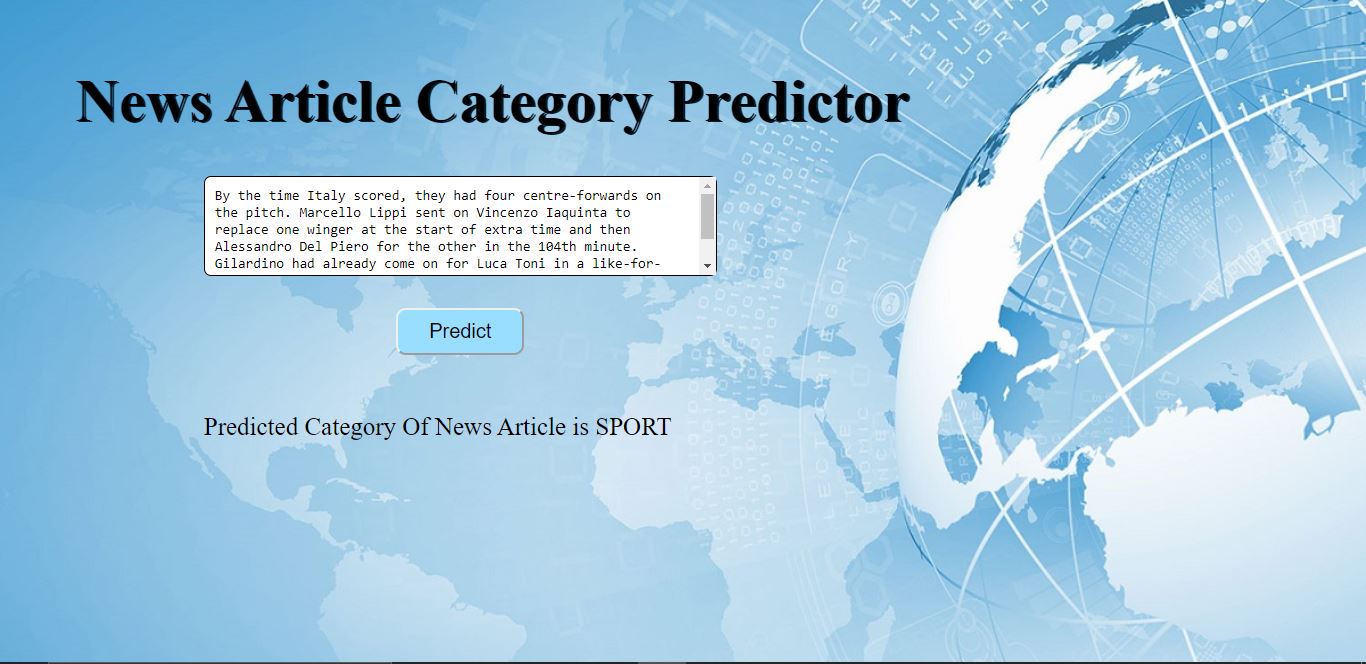 News Article Category Predictor
By the time Italy scored, they had four centre-forwards on
the pitch. Marcello Lippi sent on Vincenzo Iaquinta to
replace one winger at the start of extra time and then
Alessandro Del Piero for the other in the 104th minute.
Gilardino had already come on for Luca Toni in a like-for-
Predict
Predicted Category Of News Article is SPORT